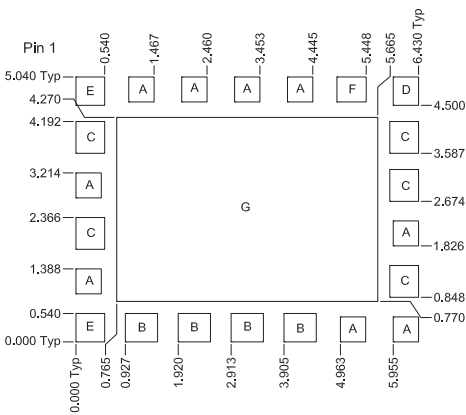 Pin 1
0.540
1.467
2.460
3.453
4.445
5.448
5.665
6.430 Typ
5.040 Typ
4.270
4.192
3.214
2.366
1.388
0.540
0.000 Typ
E
A
A
A
A
F
D
C
A
C
A
E
G
C
C
A
C
B
B
B
B
A
A
4.500
3.587
2.674
1.826
0.848
0.770
0.000 Typ
0.765
0.927
1.920
2.913
3.905
4.963
5.955